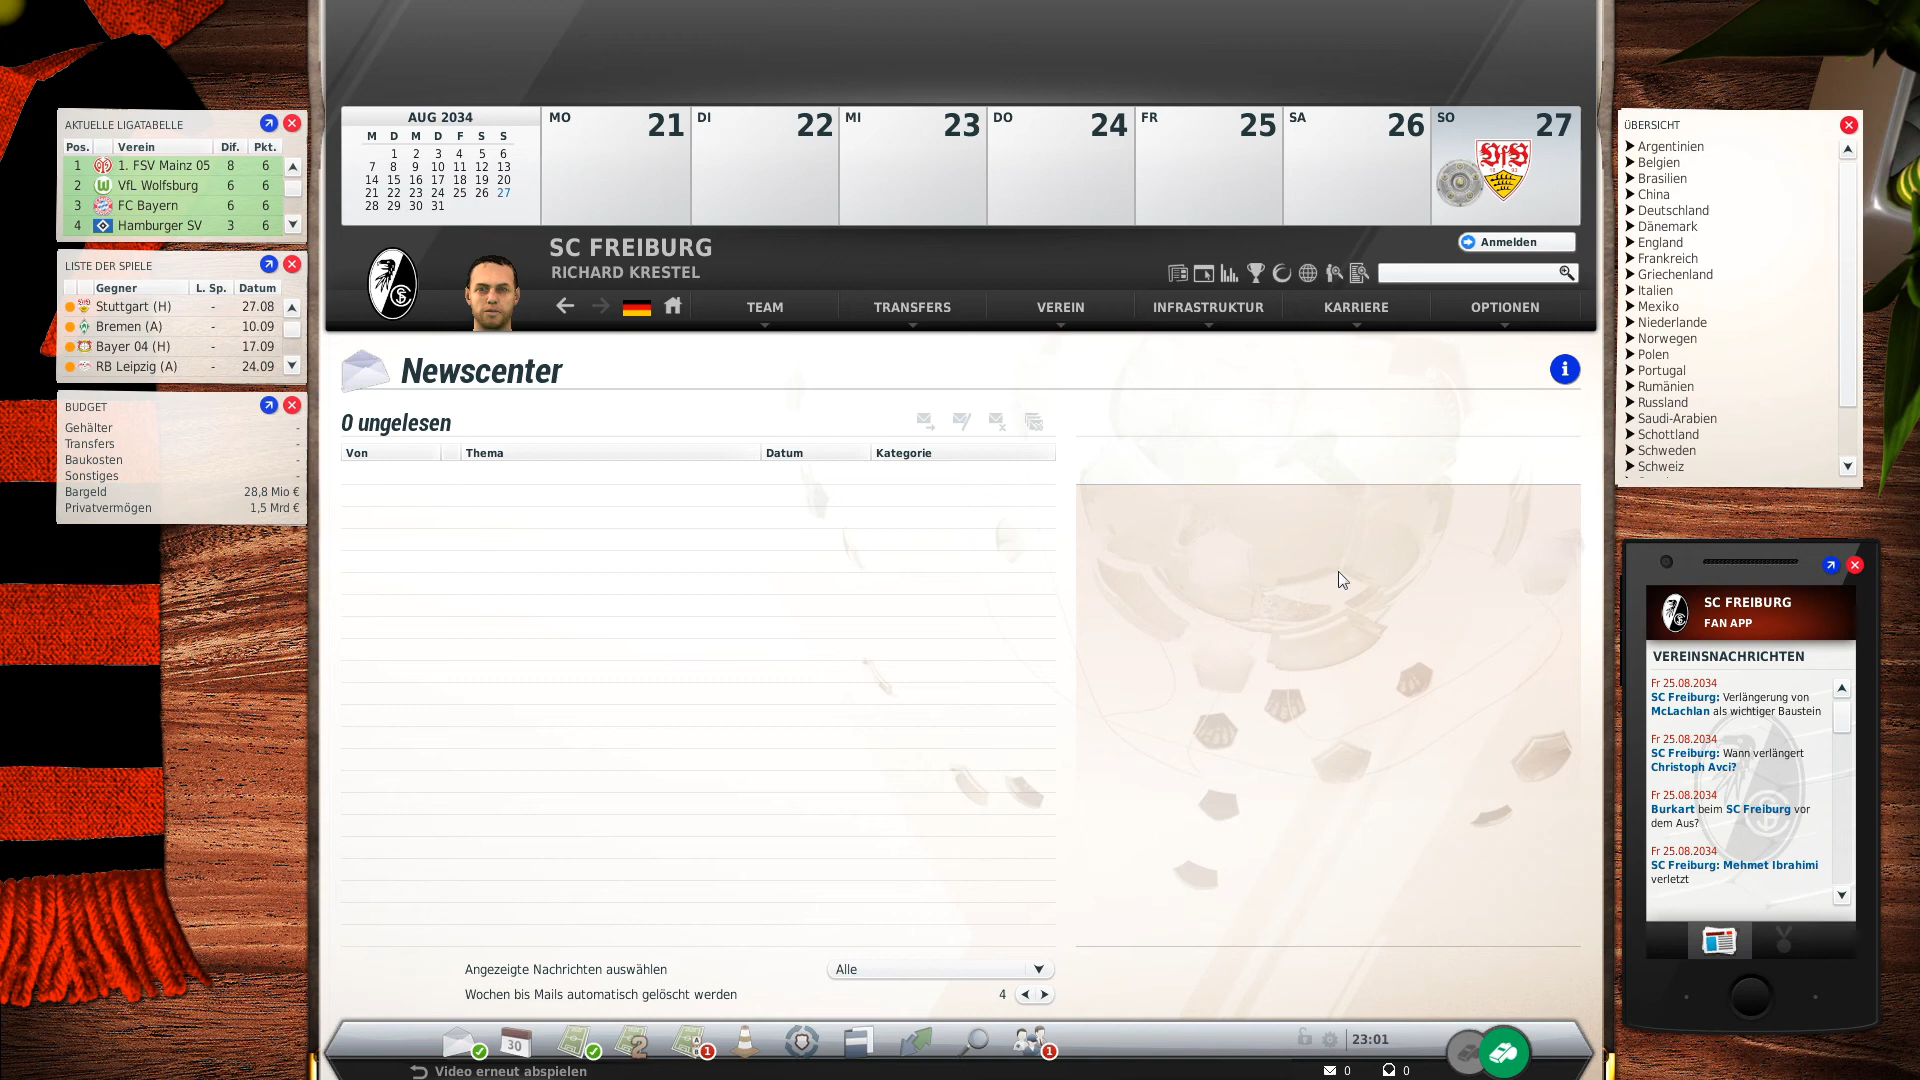 AKTUELLE LIGATABELLE
Pos. Verein Dif. Pkt.
1 1. FSV Mainz 05 8 6
2 VfL Wolfsburg 6 6
3 FC Bayern 6 6
4 Hamburger SV 3 6
LISTE DER SPIELE
Gegner L. Sp. Datum
Stuttgart (H) - 27.08
Bremen (A) - 10.09
Bayer 04 (H) - 17.09
RB Leipzig (A) - 24.09
BUDGET
Gehälter -
Transfers -
Baukosten -
Sonstiges -
Bargeld 28,8 Mio €
Privatvermögen 1,5 Mrd €
AUG 2034
M D M D F S S
1 2 3 4 5 6
7 8 9 10 11 12 13
14 15 16 17 18 19 20
21 22 23 24 25 26 27
28 29 30 31
MO 21 DI 22 MI 23 DO 24 FR 25 SA 26 SO 27
SC FREIBURG
RICHARD KRESTEL
Anmelden
TEAM TRANSFERS VEREIN INFRASTRUKTUR KARRIERE OPTIONEN
Newscenter
0 ungelesen
Von Thema Datum Kategorie
Angezeigte Nachrichten auswählen Alle
Wochen bis Mails automatisch gelöscht werden 4
30
2
1
1
23:01
Video erneut abspielen
0 0
ÜBERSICHT
Argentinien
Belgien
Brasilien
China
Deutschland
Dänemark
England
Frankreich
Griechenland
Italien
Mexiko
Niederlande
Norwegen
Polen
Portugal
Rumänien
Russland
Saudi-Arabien
Schottland
Schweden
Schweiz
SC FREIBURG
FAN APP
VEREINSNACHRICHTEN
Fr 25.08.2034
SC Freiburg: Verlängerung von
McLachlan als wichtiger Baustein
Fr 25.08.2034
SC Freiburg: Wann verlängert
Christoph Avci?
Fr 25.08.2034
Burkart beim SC Freiburg vor
dem Aus?
Fr 25.08.2034
SC Freiburg: Mehmet Ibrahimi
verletzt